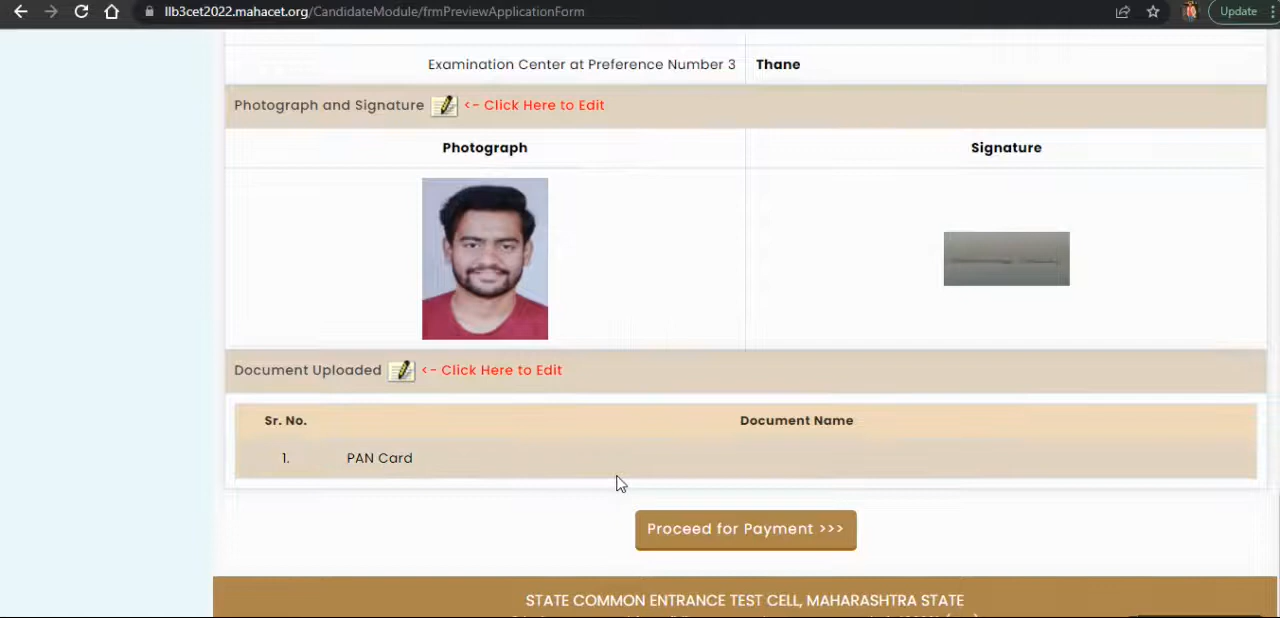 llb3cet2022.mahacet.org/CandidateModule/frmPreviewApplicationForm
Update
Examination Center at Preference Number 3 Thane
Photograph and Signature <- Click Here to Edit
Photograph Signature
Document Uploaded <- Click Here to Edit
Sr. No. Document Name
1. PAN Card
Proceed for Payment >>>
STATE COMMON ENTRANCE TEST CELL, MAHARASHTRA STATE